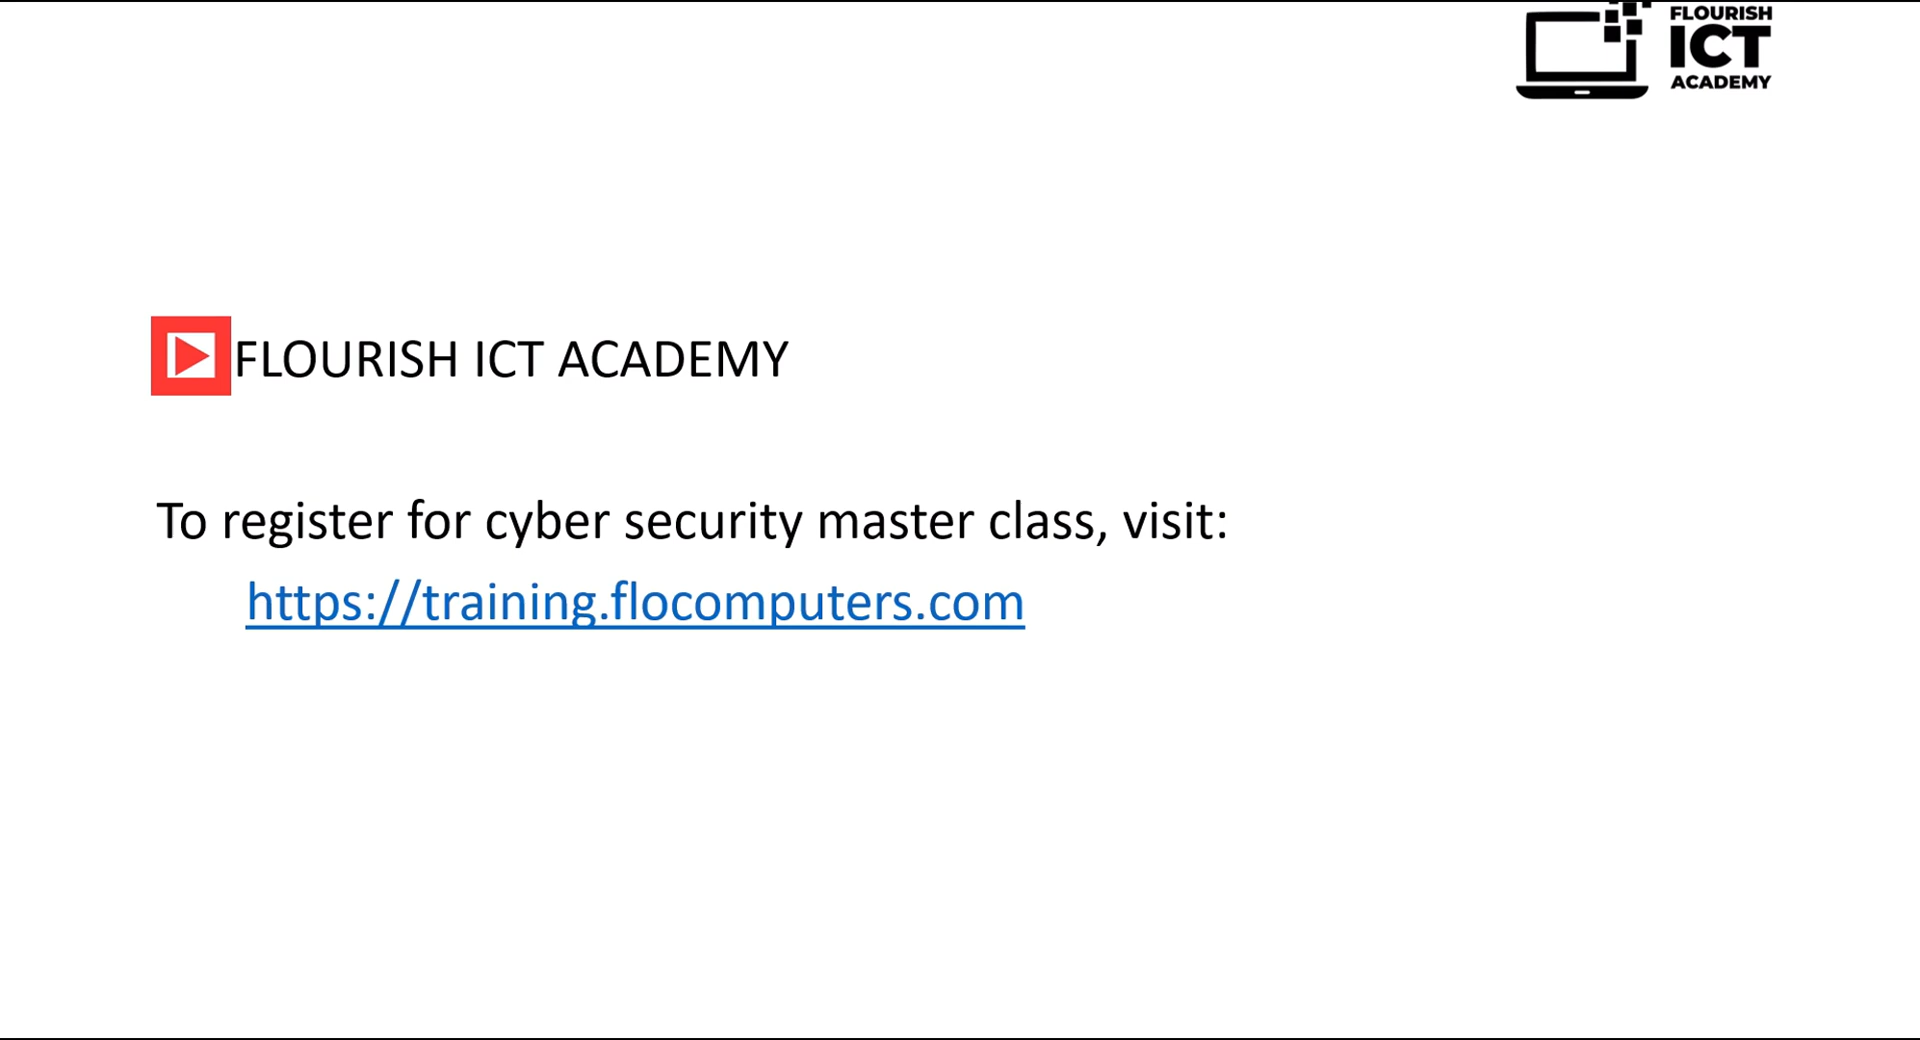 FLOURISH
ICT
ACADEMY
FLOURISH ICT ACADEMY
To register for cyber security master class, visit:
https://training.flocomputers.com